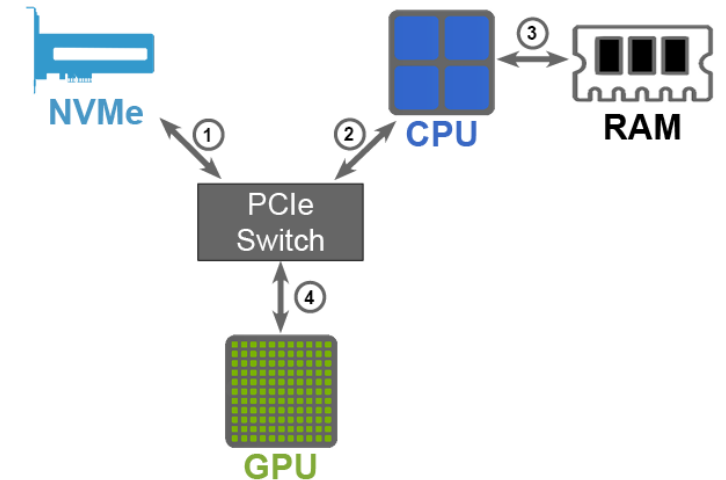 NVMe
1
2
3
CPU
RAM
PCIe
Switch
4
GPU